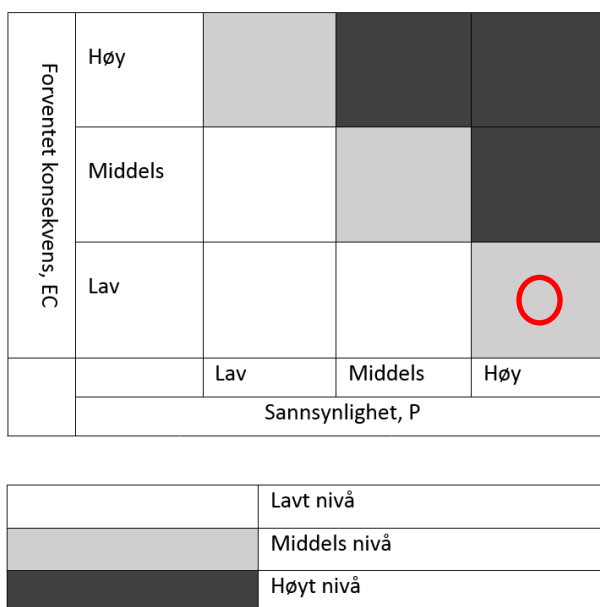 Forventet konsekvens, EC
Høy
Middels
Lav
Lav Middels Høy
Sannsynlighet, P
Lavt nivå
Middels nivå
Høyt nivå